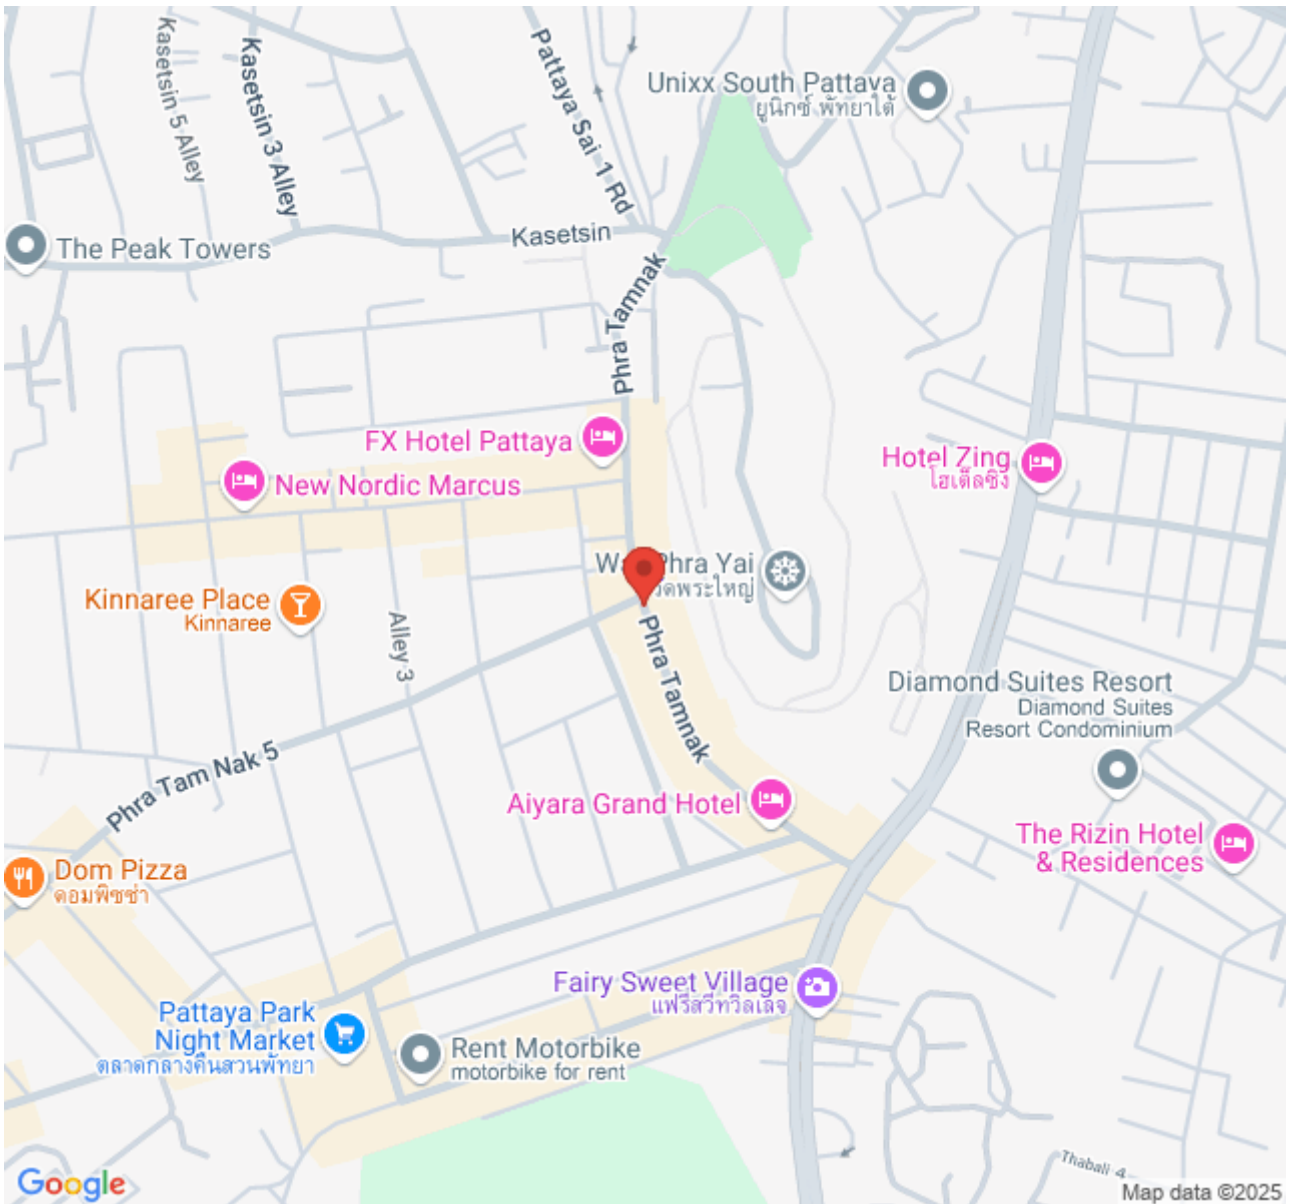 Kasetsin 5 Alley
Kasetsin 3 Alley
Pattaya Sai 1 Rd
Unixx South Pattaya
ยูนิกซ์ พัทยาใต้
Kasetsin
The Peak Towers
Phra Tamnak
FX Hotel Pattaya
New Nordic Marcus
Hotel Zing
โฮเต็ลซิง
Phra Yai
วัดพระใหญ่
Kinnaree Place
Kinnaree
Alley 3
Phra Tamnak
Diamond Suites Resort
Diamond Suites
Resort Condominium
Phra Tam Nak 5
Aiyara Grand Hotel
The Rizin Hotel
& Residences
Dom Pizza
ดอมพิซซ่า
Fairy Sweet Village
แฟรี่สวีทวิลเลจ
Pattaya Park
Night Market
ตลาดกลางคืนสวนพัทยา
Rent Motorbike
motorbike for rent
Thabali 4
Google
Map data ©2025